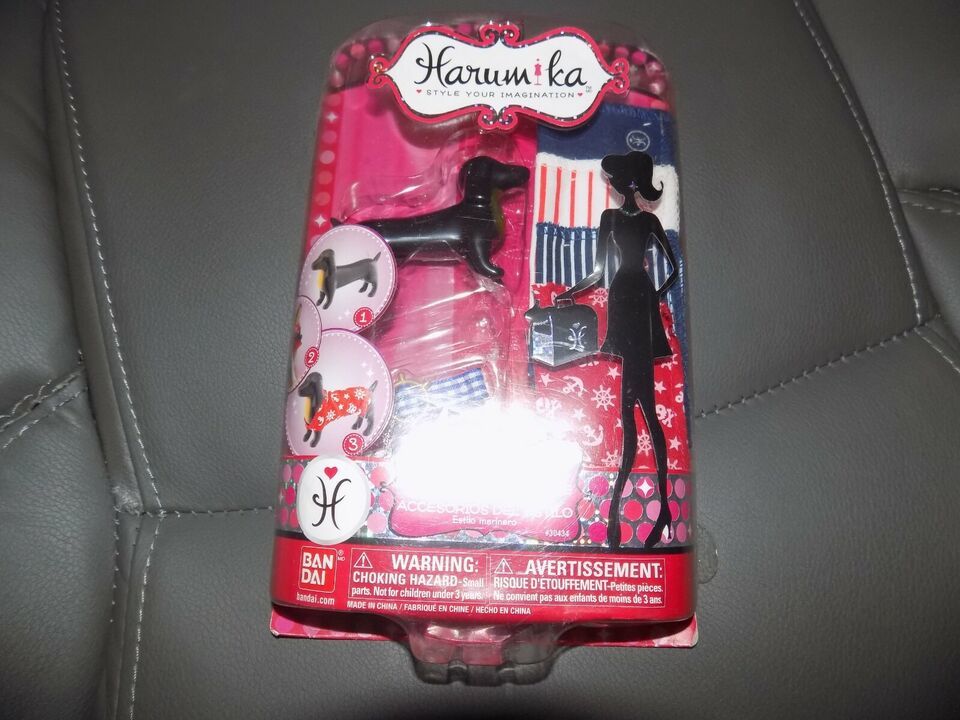 Harumika
STYLE YOUR IMAGINATION
1
2
3
H
ACCESORIOS DEL ESTILO
Estilo marinero
#30434
BAN
DAI
bandai.com
WARNING:
CHOKING HAZARD-Small
parts. Not for children under 3 years.
AVERTISSEMENT:
RISQUE D'ÉTOUFFEMENT-Petites pièces.
Ne convient pas aux enfants de moins de 3 ans.
MADE IN CHINA / FABRIQUÉ EN CHINE / HECHO EN CHINA